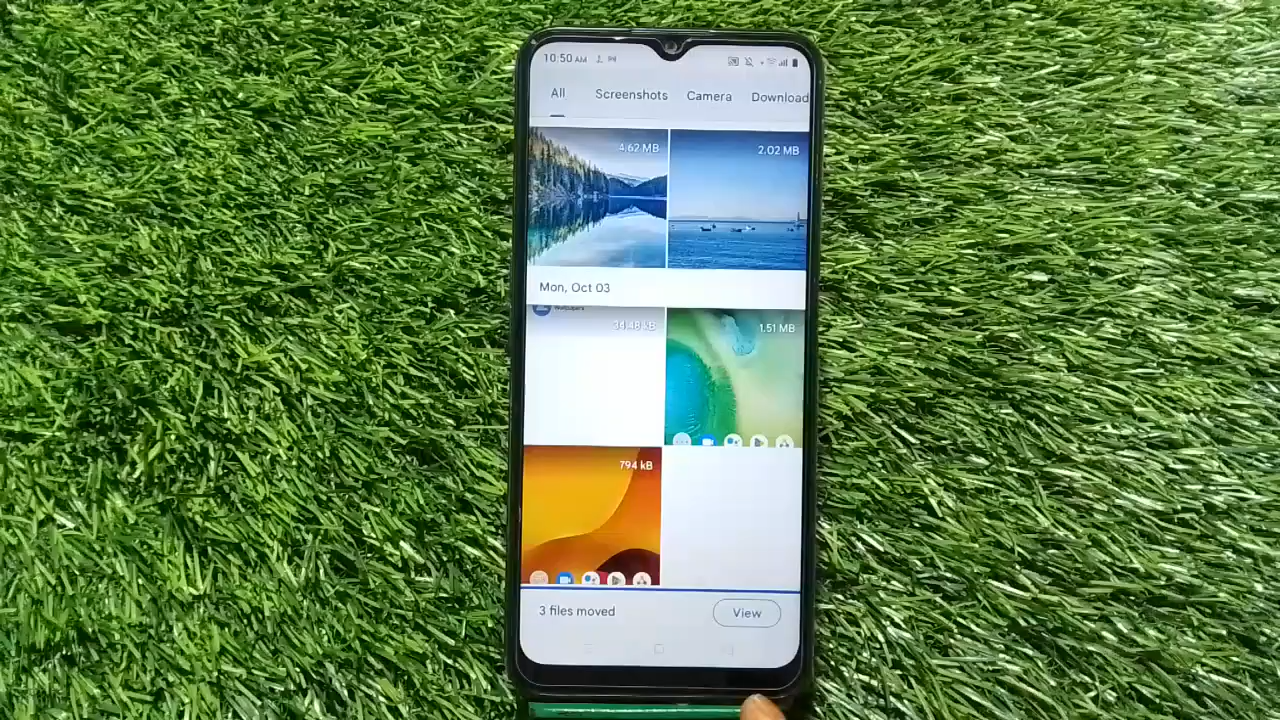 10:50 AM
All Screenshots Camera Download
4.62 MB 2.02 MB
Mon, Oct 03
Wallpapers
34.48 kB 1.51 MB
794 kB
3 files moved View